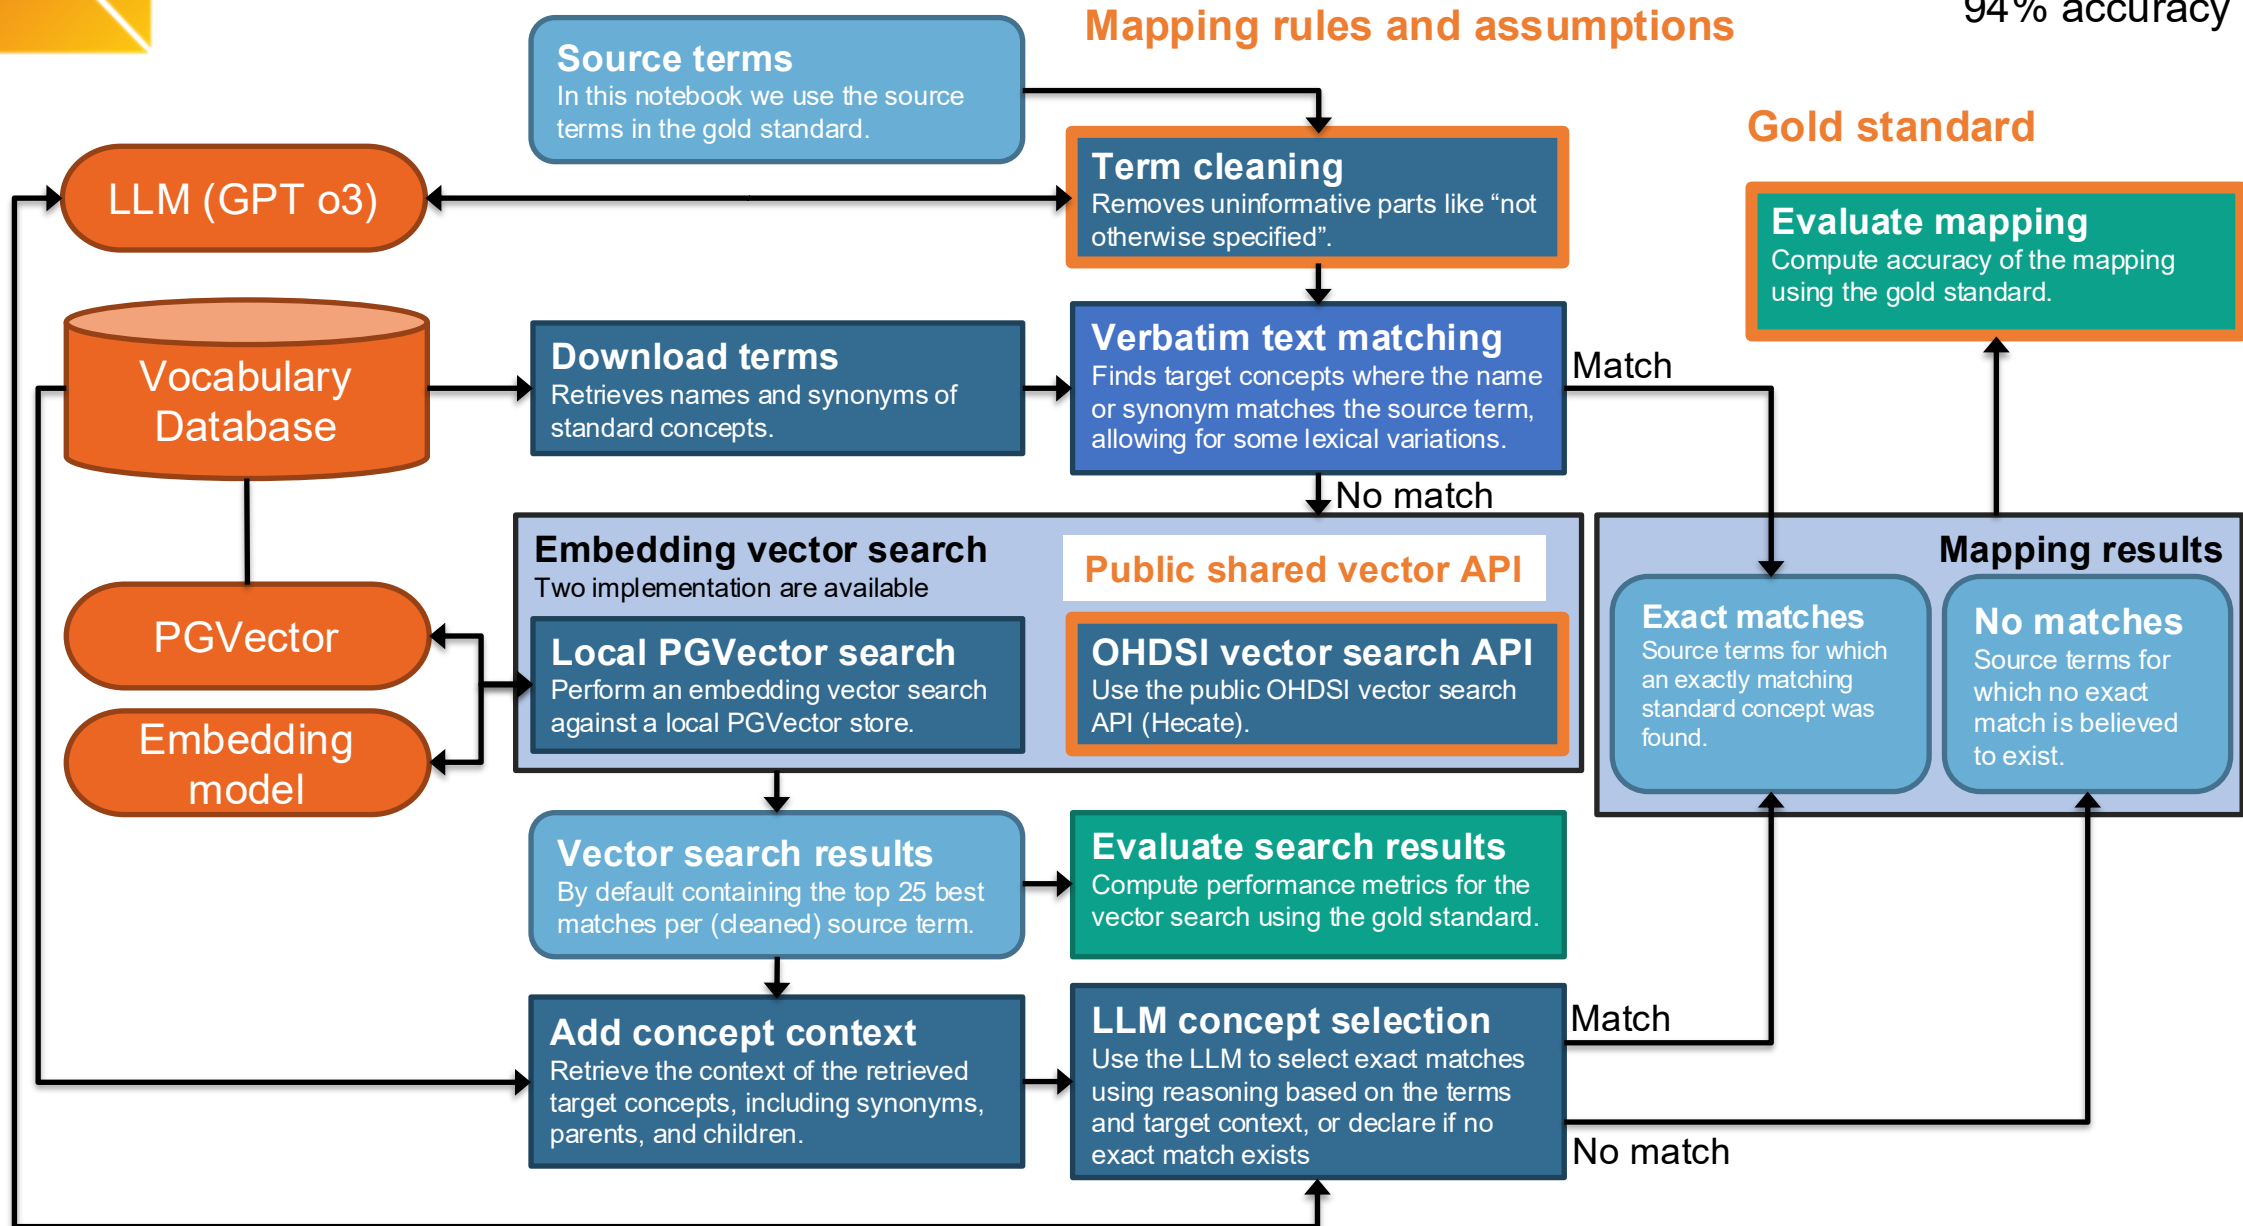 Mapping rules and assumptions
94% accuracy
Source terms
In this notebook we use the source
terms in the gold standard.
Gold standard
LLM (GPT o3)
Term cleaning
Removes uninformative parts like “not
otherwise specified”.
Evaluate mapping
Compute accuracy of the mapping
using the gold standard.
Vocabulary
Database
Download terms
Retrieves names and synonyms of
standard concepts.
Verbatim text matching
Finds target concepts where the name
or synonym matches the source term,
allowing for some lexical variations.
Match
No match
Embedding vector search
Two implementation are available
Public shared vector API
Mapping results
PGVector
Local PGVector search
Perform an embedding vector search
against a local PGVector store.
OHDSI vector search API
Use the public OHDSI vector search
API (Hecate).
Exact matches
Source terms for which
an exactly matching
standard concept was
found.
No matches
Source terms for
which no exact
match is believed
to exist.
Embedding
model
Vector search results
By default containing the top 25 best
matches per (cleaned) source term.
Evaluate search results
Compute performance metrics for the
vector search using the gold standard.
Add concept context
Retrieve the context of the retrieved
target concepts, including synonyms,
parents, and children.
LLM concept selection
Use the LLM to select exact matches
using reasoning based on the terms
and target context, or declare if no
exact match exists
Match
No match